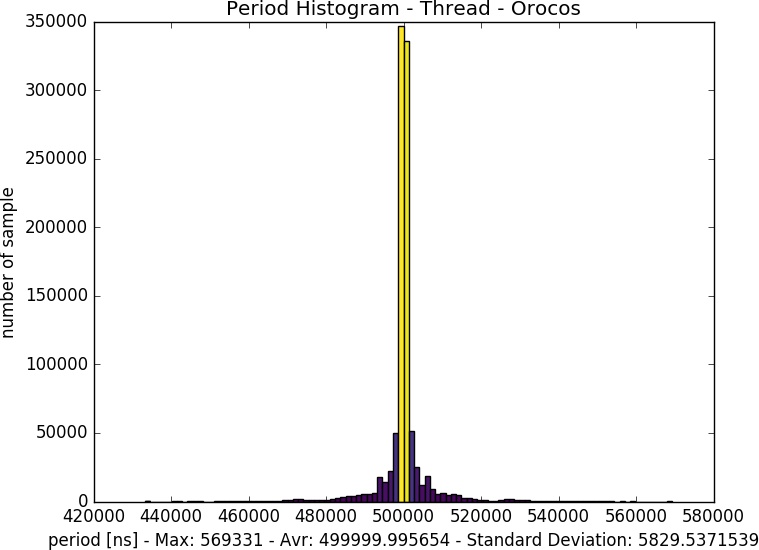 Period Histogram - Thread - Orocos
350000
300000
250000
200000
150000
100000
50000
0
number of sample
420000 440000 460000 480000 500000 520000 540000 560000 580000
period [ns] - Max: 569331 - Avr: 499999.995654 - Standard Deviation: 5829.5371539